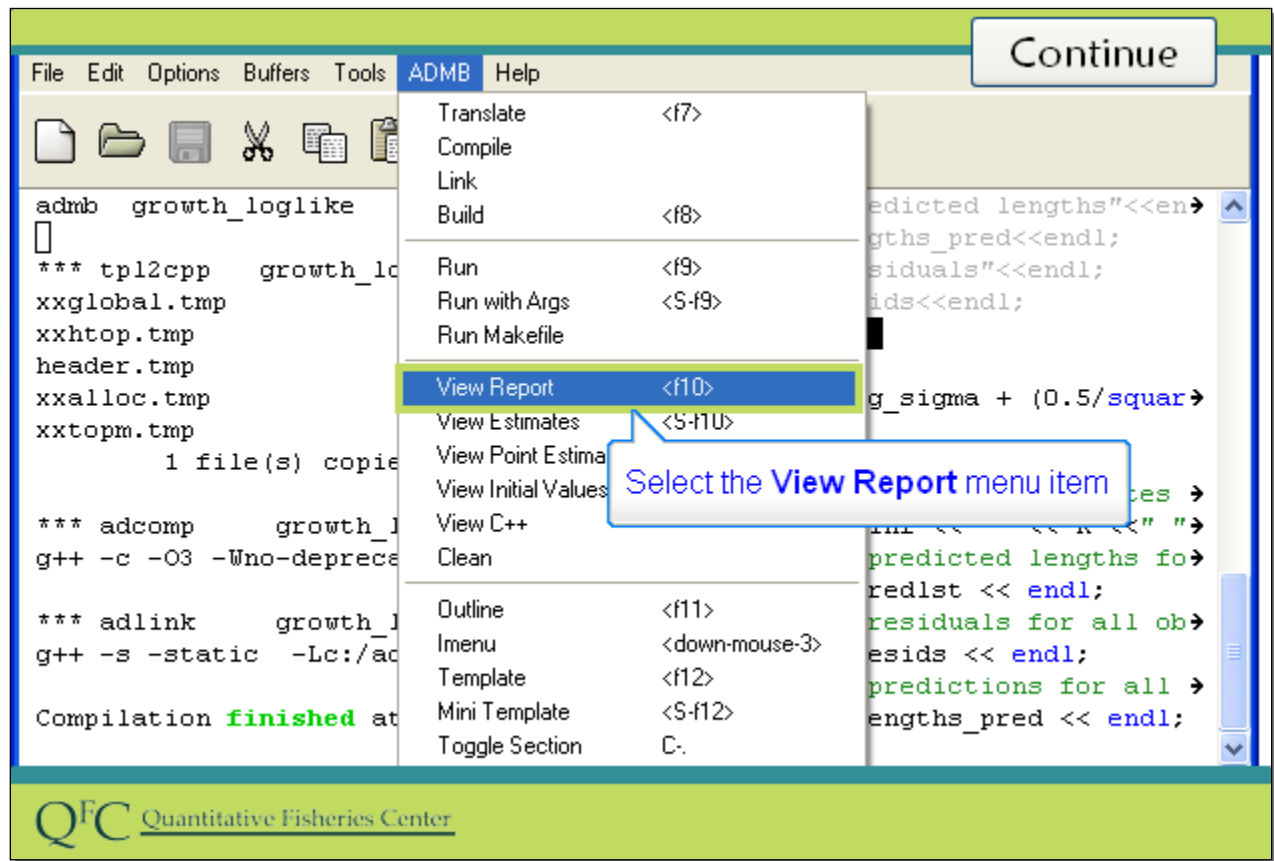 Continue
File Edit Options Buffers Tools ADMB Help
Translate <f7>
Compile
Link
Build <f8>
Run <f9>
Run with Args <S-f9>
Run Makefile
View Report <f10>
View Estimates <S-f10>
View Point Estima
View Initial Values
View C++
Clean
Outline <f11>
Imenu <down-mouse-3>
Template <f12>
Mini Template <S-f12>
Toggle Section C-.
Select the View Report menu item
admb growth_loglike
*** tpl2cpp growth_lo
xxglobal.tmp
xxhtop.tmp
header.tmp
xxalloc.tmp
xxtopm.tmp
1 file(s) copie
*** adcomp growth_l
g++ -c -O3 -Wno-depreca
*** adlink growth_l
g++ -s -static -Lc:/ad
Compilation finished at
edicted lengths"<<en
gths_pred<<endl;
siduals"<<endl;
ids<<endl;
g_sigma + (0.5/squar
tes
<< K <<" "
predicted lengths fo
redlst << endl;
residuals for all ob
esids << endl;
predictions for all
engths_pred << endl;
QFC Quantitative Fisheries Center